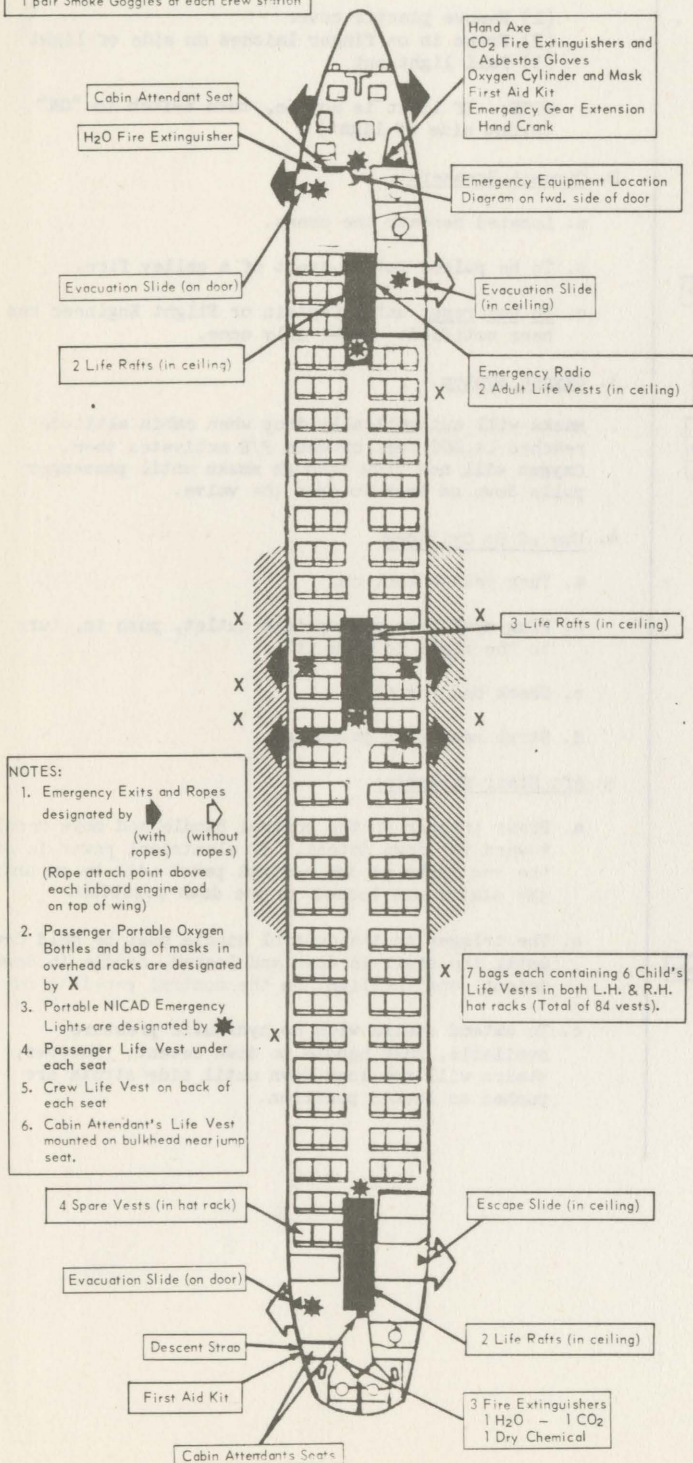 1 pair Smoke Goggles at each crew station
Hand Axe
CO2 Fire Extinguishers and
Asbestos Gloves
Oxygen Cylinder and Mask
First Aid Kit
Emergency Gear Extension
Hand Crank
Cabin Attendant Seat
H2O Fire Extinguisher
Emergency Equipment Location
Diagram on fwd. side of door
Evacuation Slide (on door)
Evacuation Slide
(in ceiling)
2 Life Rafts (in ceiling)
Emergency Radio
2 Adult Life Vests (in ceiling)
X
X
X
3 Life Rafts (in ceiling)
X
X
X
NOTES:
1. Emergency Exits and Ropes
designated by
(with ropes) (without ropes)
(Rope attach point above
each inboard engine pod
on top of wing)
2. Passenger Portable Oxygen
Bottles and bag of masks in
overhead racks are designated
by X
3. Portable NICAD Emergency
Lights are designated by
4. Passenger Life Vest under
each seat
5. Crew Life Vest on back of
each seat
6. Cabin Attendant's Life Vest
mounted on bulkhead near jump
seat.
X
7 bags each containing 6 Child's
Life Vests in both L.H. & R.H.
hat racks (Total of 84 vests).
X
4 Spare Vests (in hat rack)
Escape Slide (in ceiling)
Evacuation Slide (on door)
2 Life Rafts (in ceiling)
Descent Strap
First Aid Kit
3 Fire Extinguishers
1 H2O – 1 CO2
1 Dry Chemical
Cabin Attendants Seats